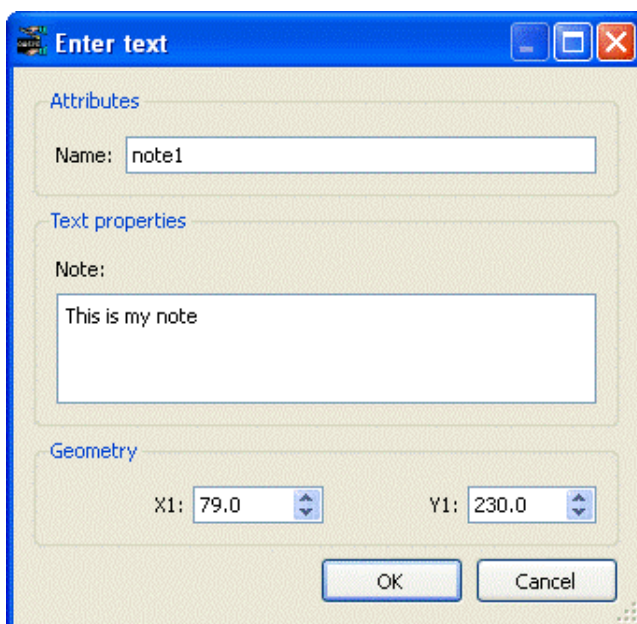 Enter text
Attributes
Name: note1
Text properties
Note:
This is my note
Geometry
X1: 79.0 Y1: 230.0
OK Cancel